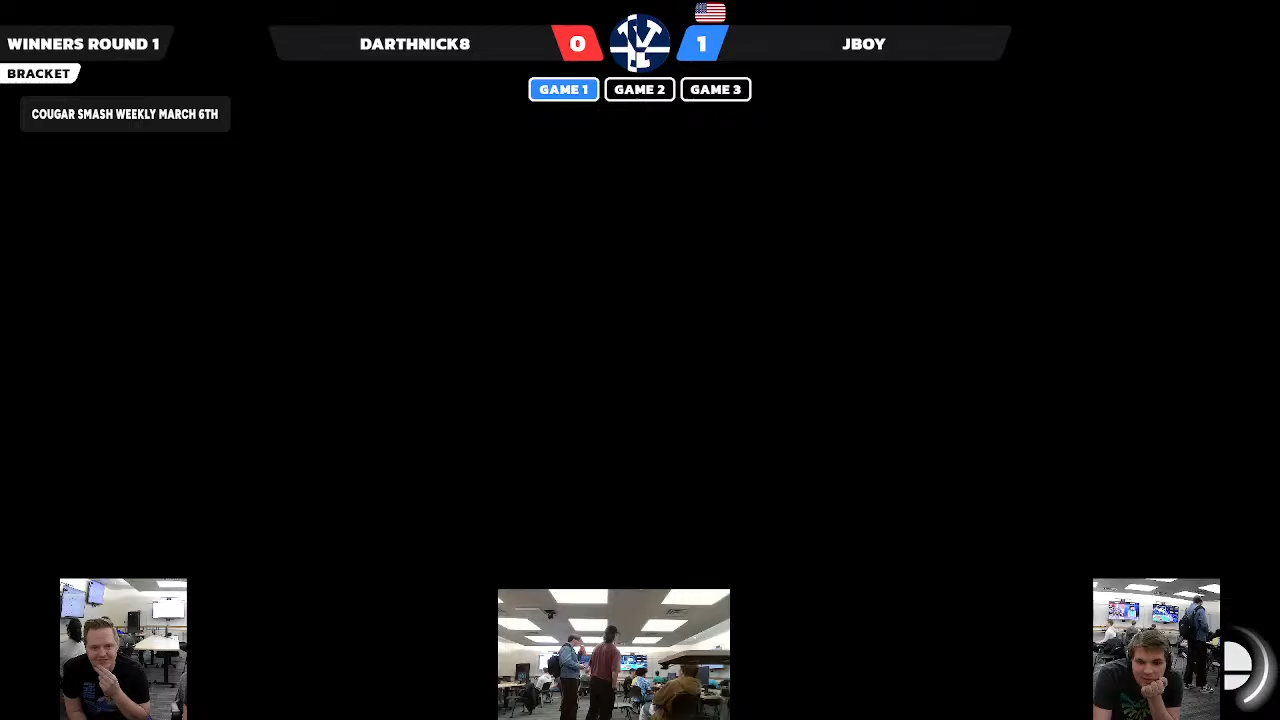 WINNERS ROUND 1
DARTHNICK8
0
1
JBOY
BRACKET
GAME 1
GAME 2
GAME 3
COUGAR SMASH WEEKLY MARCH 6TH